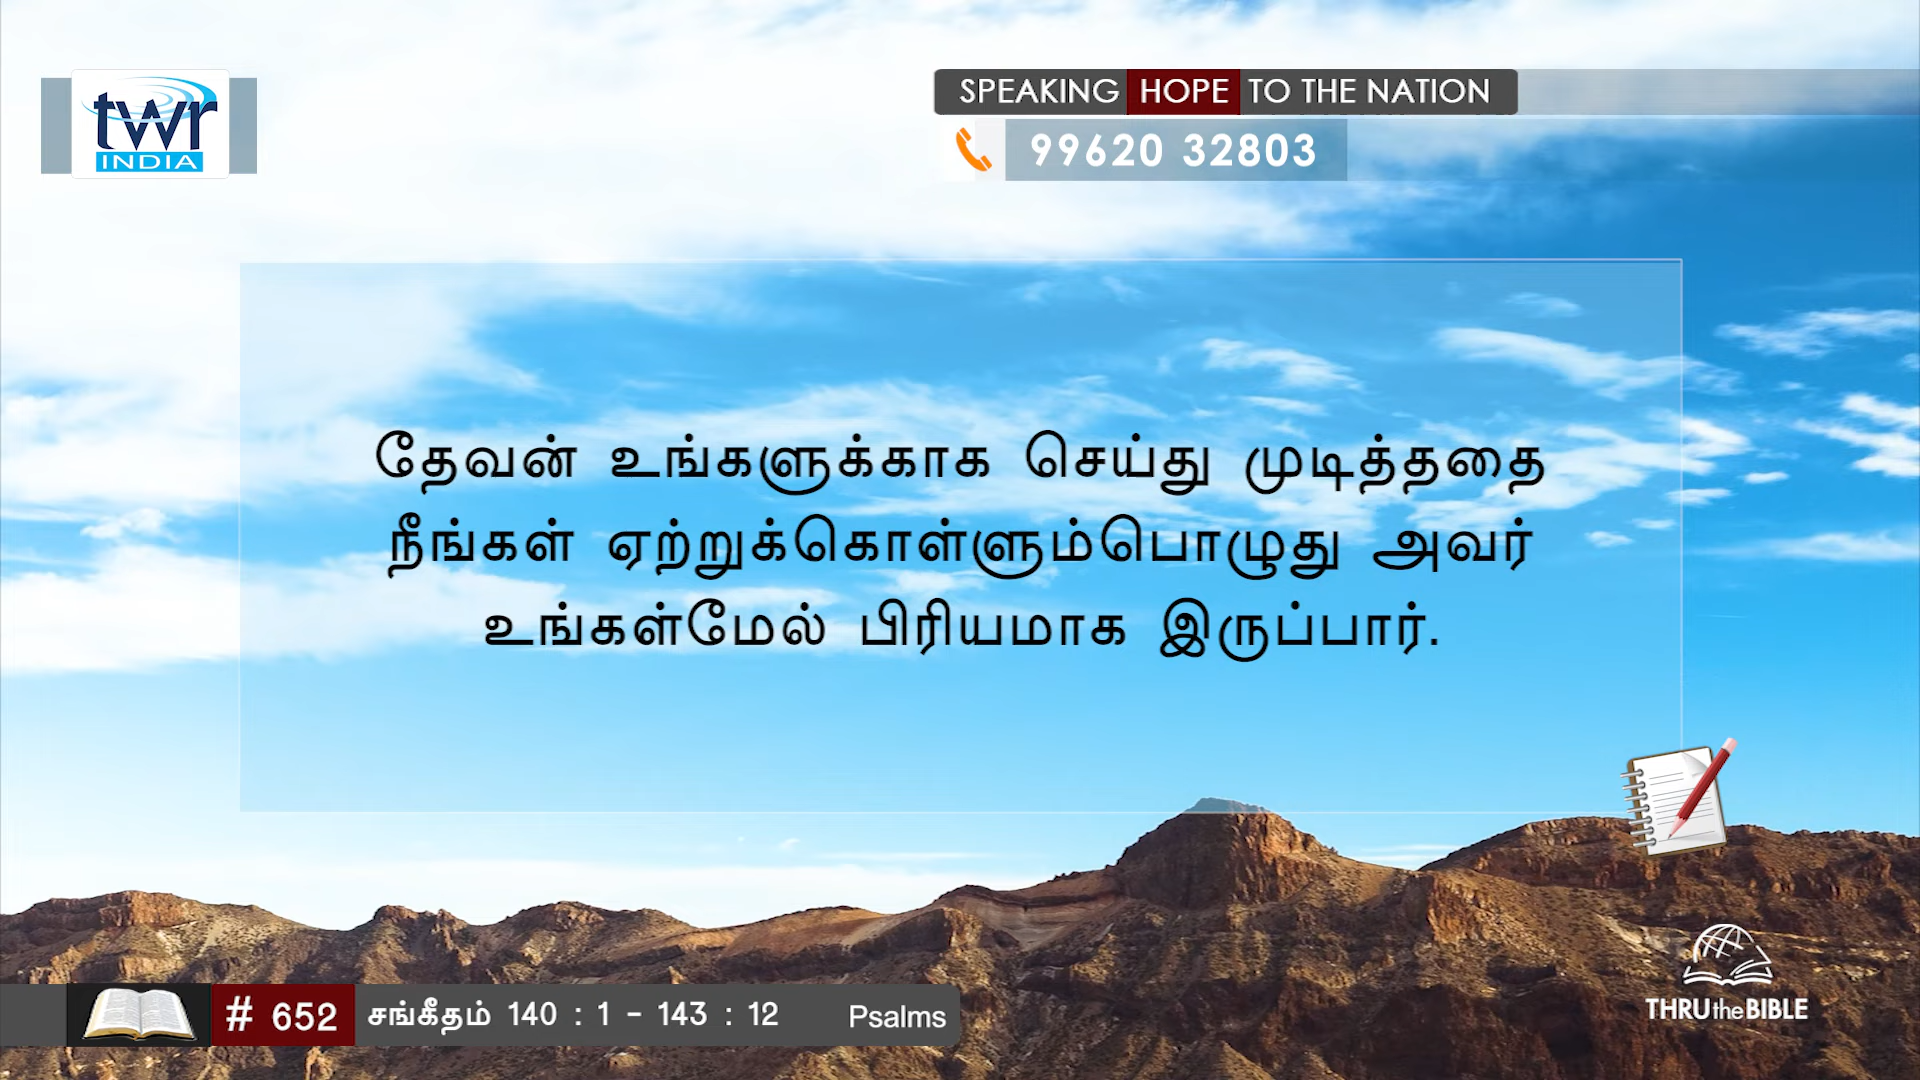 twr
INDIA
SPEAKING HOPE TO THE NATION
99620 32803
தேவன் உங்களுக்காக செய்து முடித்ததை
நீங்கள் ஏற்றுக்கொள்ளும்பொழுது அவர்
உங்கள்மேல் பிரியமாக இருப்பார்.
THRU the BIBLE
# 652 சங்கீதம் 140 : 1 - 143 : 12 Psalms